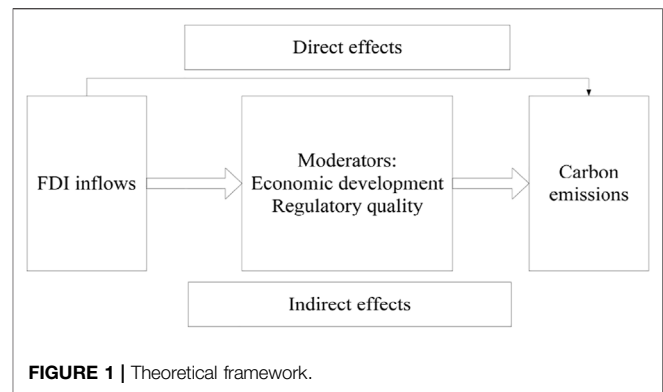 Direct effects
FDI inflows
Moderators:
Economic development
Regulatory quality
Carbon
emissions
Indirect effects
FIGURE 1 | Theoretical framework.